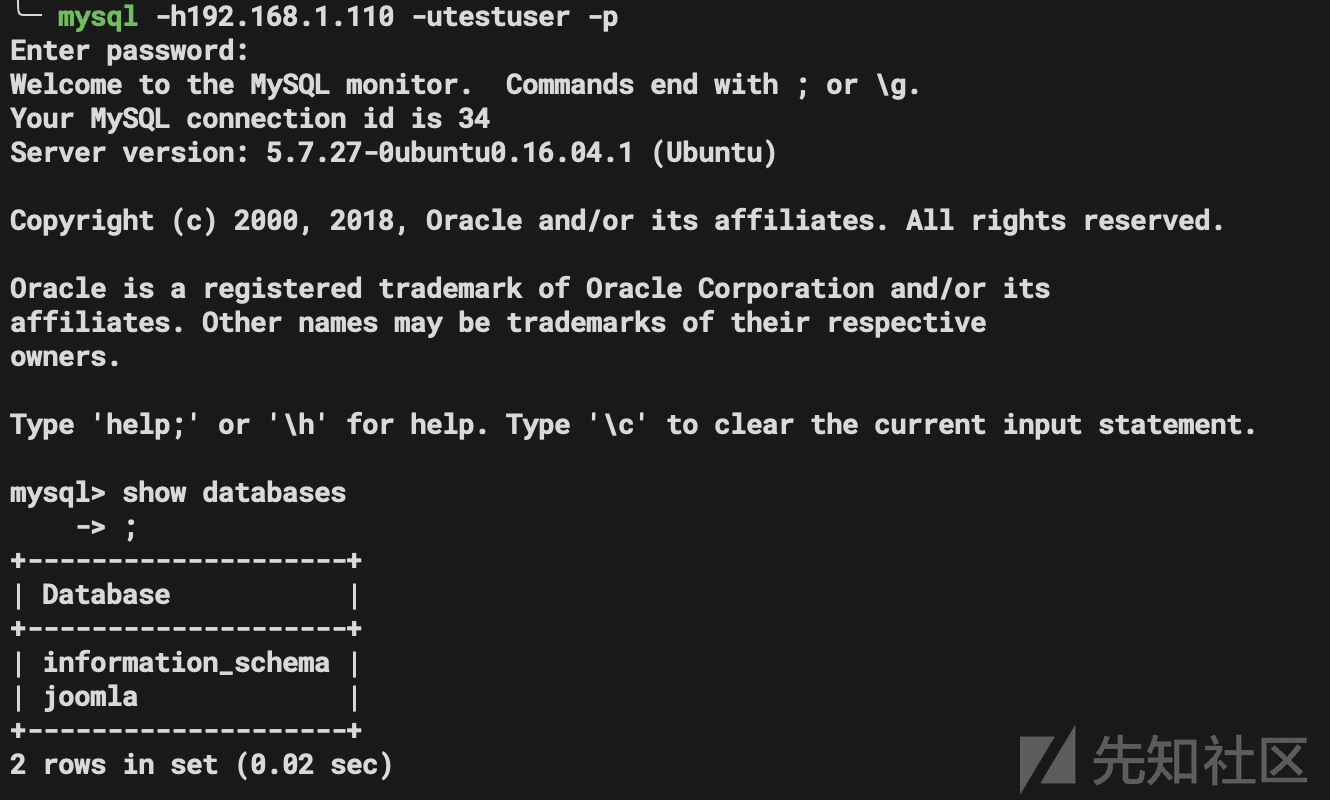 ╰─ mysql -h192.168.1.110 -utestuser -p
Enter password:
Welcome to the MySQL monitor.  Commands end with ; or \g.
Your MySQL connection id is 34
Server version: 5.7.27-0ubuntu0.16.04.1 (Ubuntu)
Copyright (c) 2000, 2018, Oracle and/or its affiliates. All rights reserved.
Oracle is a registered trademark of Oracle Corporation and/or its
affiliates. Other names may be trademarks of their respective
owners.
Type 'help;' or '\h' for help. Type '\c' to clear the current input statement.
mysql> show databases
    -> ;
+--------------------+
| Database           |
+--------------------+
| information_schema |
| joomla             |
+--------------------+
2 rows in set (0.02 sec)
先知社区